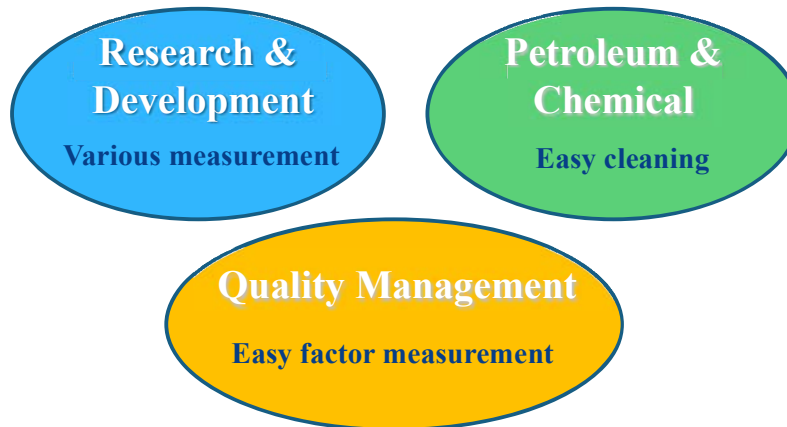 Research &
Development
Various measurement
Petroleum &
Chemical
Easy cleaning
Quality Management
Easy factor measurement